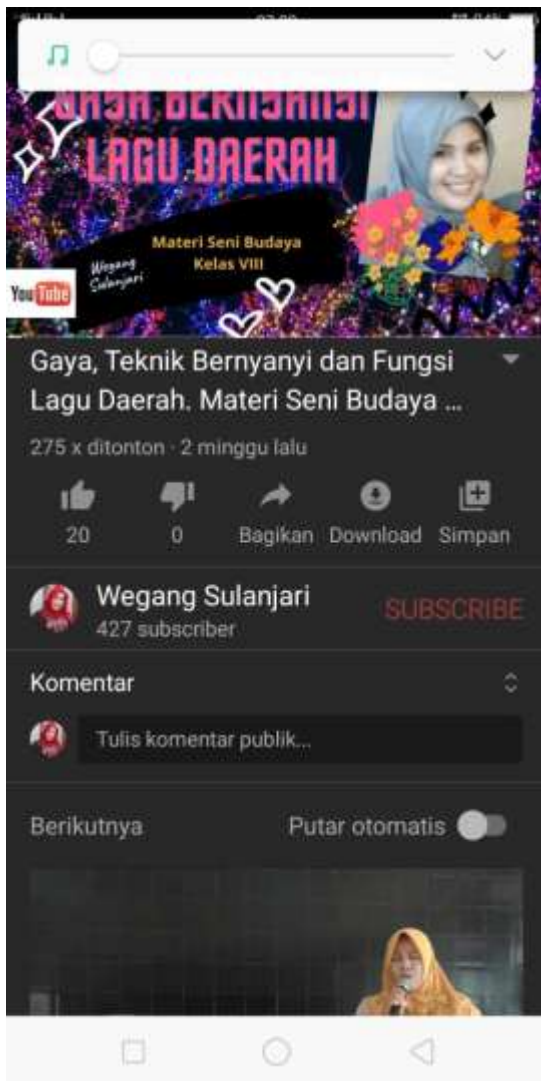 LAGU DAERAH
Materi Seni Budaya
Kelas VIII
Wegang
Sulanjari
YouTube
Gaya, Teknik Bernyanyi dan Fungsi
Lagu Daerah. Materi Seni Budaya ...
275 x ditonton · 2 minggu lalu
20
0
Bagikan
Download
Simpan
Wegang Sulanjari
427 subscriber
SUBSCRIBE
Komentar
Tulis komentar publik...
Berikutnya
Putar otomatis